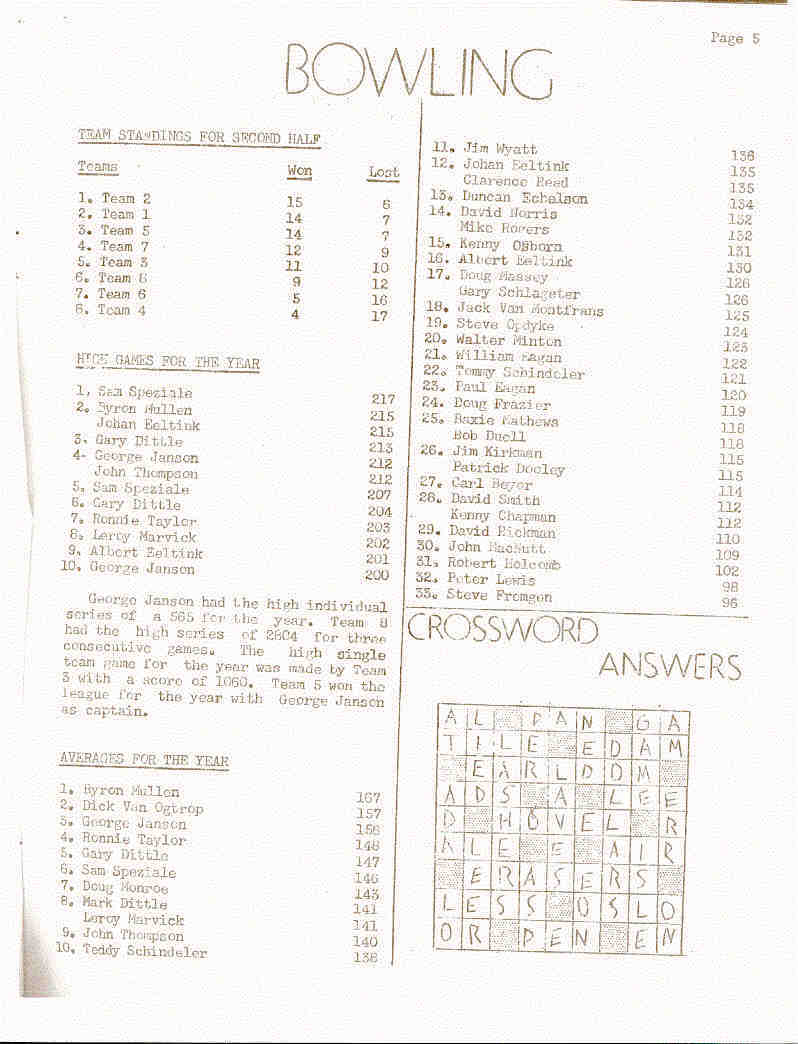 Page 5
BOWLING
TEAM STANDINGS FOR SECOND HALF
Teams Won Lost
1. Team 2 15 6
2. Team 1 14 7
3. Team 5 14 7
4. Team 7 12 9
5. Team 3 11 10
6. Team 8 9 12
7. Team 6 5 16
8. Team 4 4 17
HIGH GAMES FOR THE YEAR
1. Sam Speziale 217
2. Byron Mullen 215
Johan Eeltink 215
3. Gary Dittle 213
4- George Janson 212
John Thompson 212
5. Sam Speziale 207
6. Gary Dittle 204
7. Ronnie Taylor 203
8. Leroy Marvick 202
9. Albert Eeltink 201
10. George Janson 200
George Janson had the high individual
series of a 565 for the year. Team 8
had the high series of 2804 for three
consecutive games. The high single
team game for the year was made by Team
3 with a score of 1060. Team 5 won the
league for the year with George Janson
as captain.
AVERAGES FOR THE YEAR
1. Byron Mullen 167
2. Dick Van Ogtrop 157
3. George Janson 156
4. Ronnie Taylor 148
5. Gary Dittle 147
6. Sam Speziale 146
7. Doug Monroe 143
8. Mark Dittle 141
Leroy Marvick 141
9. John Thompson 140
10. Teddy Schindeler 138
11. Jim Wyatt 136
12. Johan Eeltink 135
Clarence Reed 135
13. Duncan Echelson 134
14. David Norris 132
Mike Rogers 132
15. Kenny Osborn 131
16. Albert Eeltink 130
17. Doug Massey 126
Gary Schlageter 126
18. Jack Van Montfrans 125
19. Steve Opdyke 124
20. Walter Minton 123
21. William Eagan 122
22. Tommy Schindeler 121
23. Paul Eagan 120
24. Doug Frazier 119
25. Baxie Mathews 118
Bob Duell 118
26. Jim Kirkman 115
Patrick Dooley 115
27. Carl Beyer 114
28. David Smith 112
Kenny Chapman 112
29. David Hickman 110
30. John MacNutt 109
31. Robert Holcomb 102
32. Peter Lewis 98
33. Steve Fromgen 96
CROSSWORD
ANSWERS
A L P A N G A
T I L E E D A M
E A R L D O M
A D S A L E E
D H O V E L R
A L E E A I R
E R A S E R S
L E S S O S L O
O R P E N E N